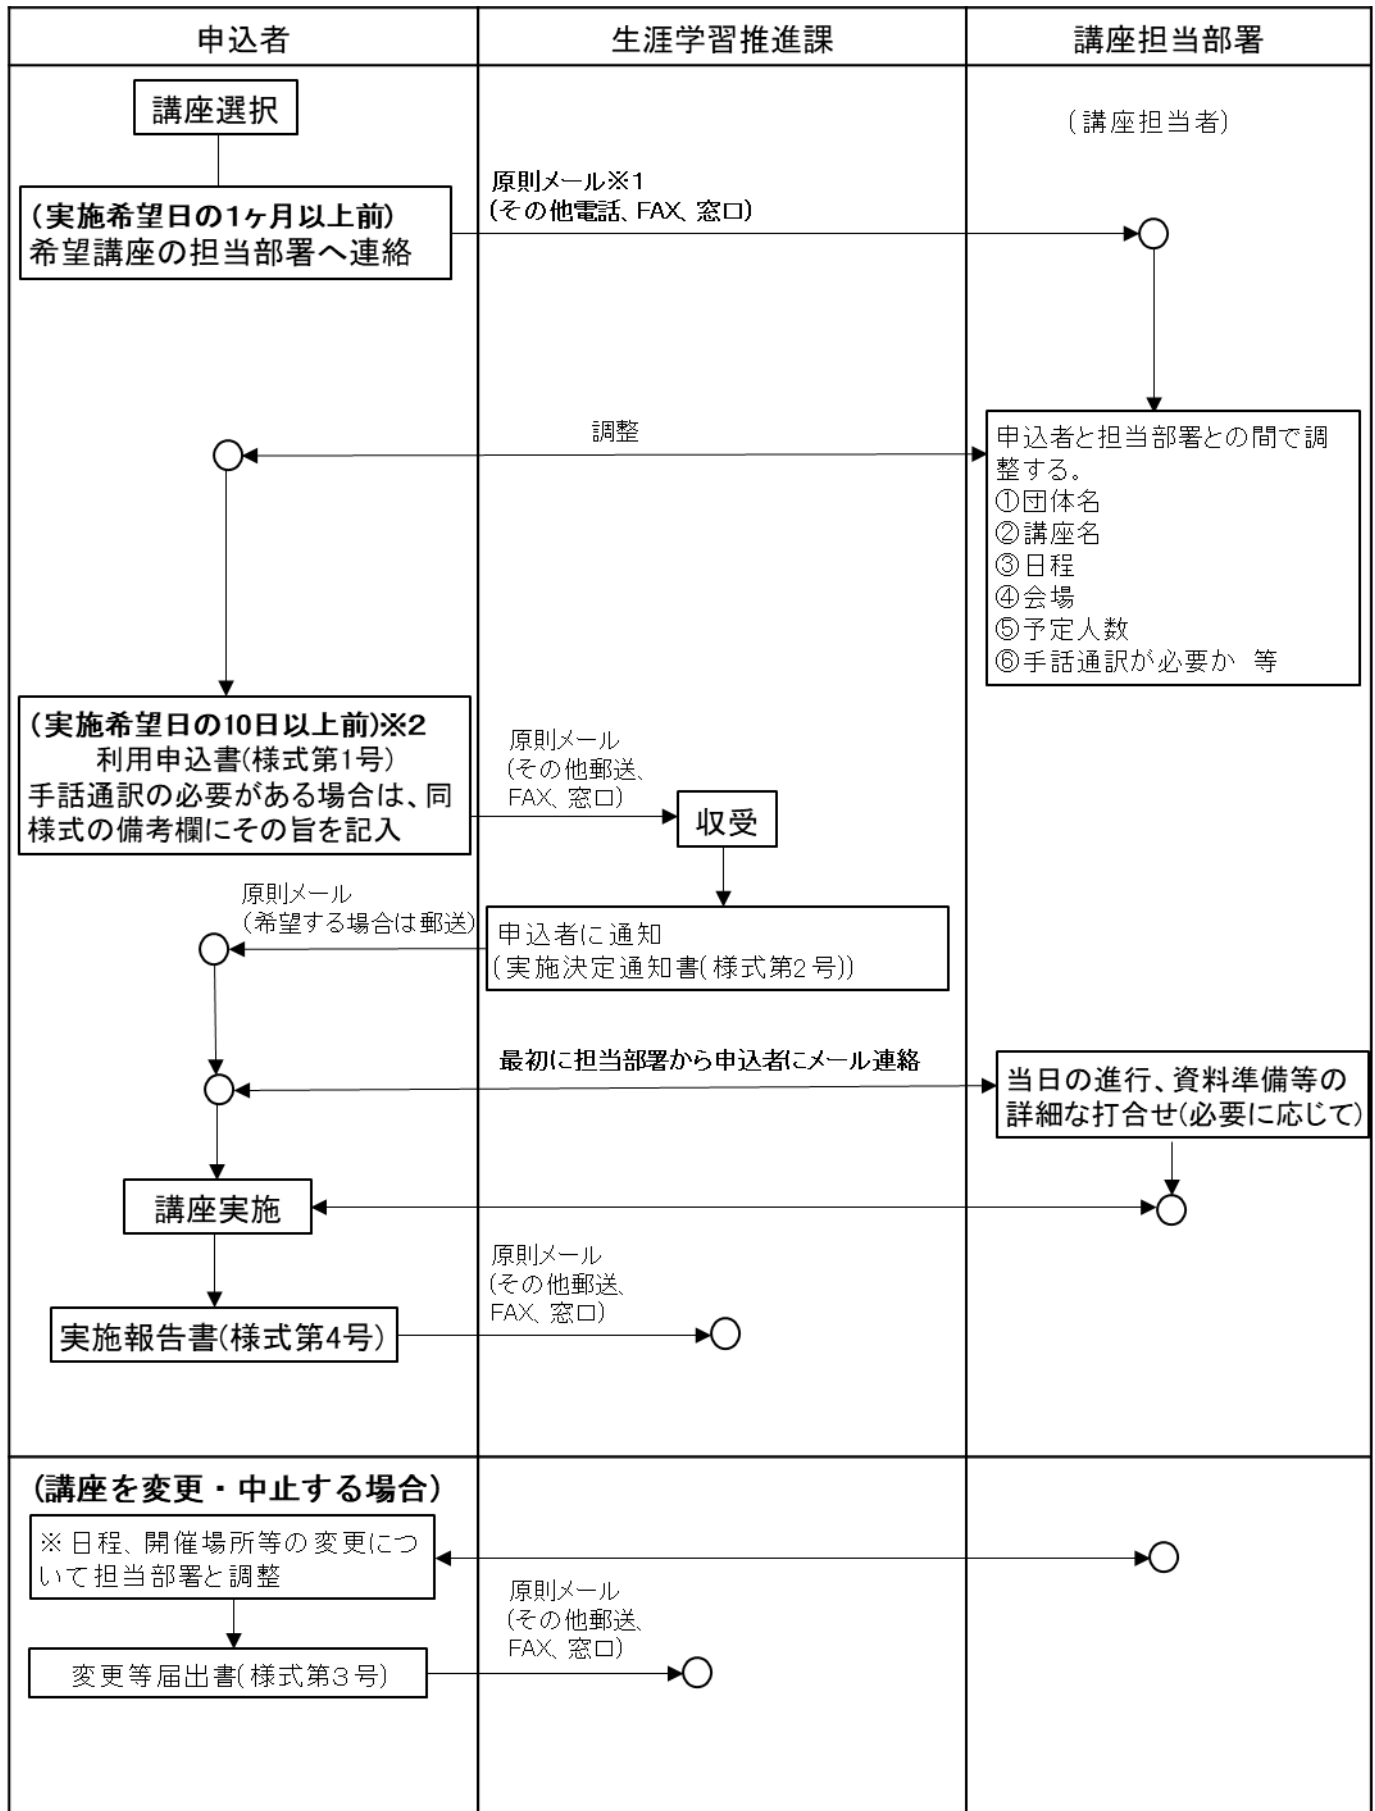 申込者
生涯学習推進課
講座担当部署
講座選択
(講座担当者)
(実施希望日の1ヶ月以上前)
希望講座の担当部署へ連絡
原則メール※1
(その他電話、FAX、窓口)
調整
申込者と担当部署との間で調
整する。
①団体名
②講座名
③日程
④会場
⑤予定人数
⑥手話通訳が必要か 等
(実施希望日の10日以上前)※2
利用申込書(様式第1号)
手話通訳の必要がある場合は、同
様式の備考欄にその旨を記入
原則メール
(その他郵送、
FAX、窓口)
収受
原則メール
(希望する場合は郵送)
申込者に通知
(実施決定通知書(様式第2号))
最初に担当部署から申込者にメール連絡
当日の進行、資料準備等の
詳細な打合せ(必要に応じて)
講座実施
原則メール
(その他郵送、
FAX、窓口)
実施報告書(様式第4号)
(講座を変更・中止する場合)
※日程、開催場所等の変更につ
いて担当部署と調整
原則メール
(その他郵送、
FAX、窓口)
変更等届出書(様式第3号)